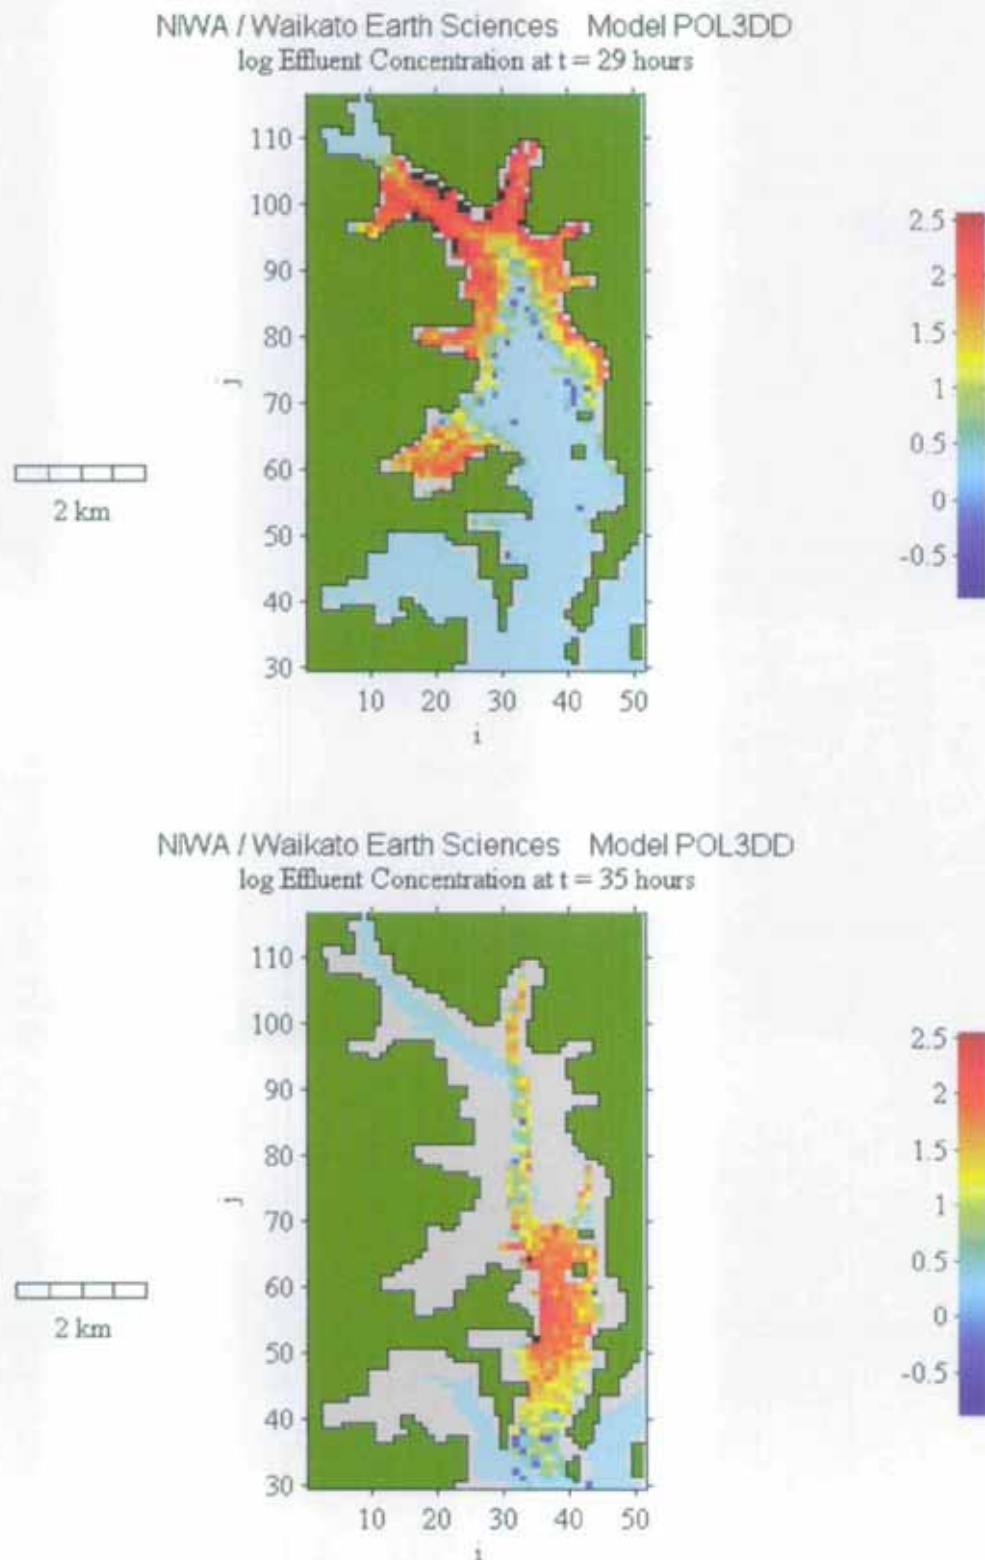 NIWA / Waikato Earth Sciences Model POL3DD
log Effluent Concentration at t = 29 hours
110
100
90
80
70
60
50
40
30
j
10 20 30 40 50
i
2 km
2.5
2
1.5
1
0.5
0
-0.5
NIWA / Waikato Earth Sciences Model POL3DD
log Effluent Concentration at t = 35 hours
110
100
90
80
70
60
50
40
30
j
10 20 30 40 50
i
2 km
2.5
2
1.5
1
0.5
0
-0.5